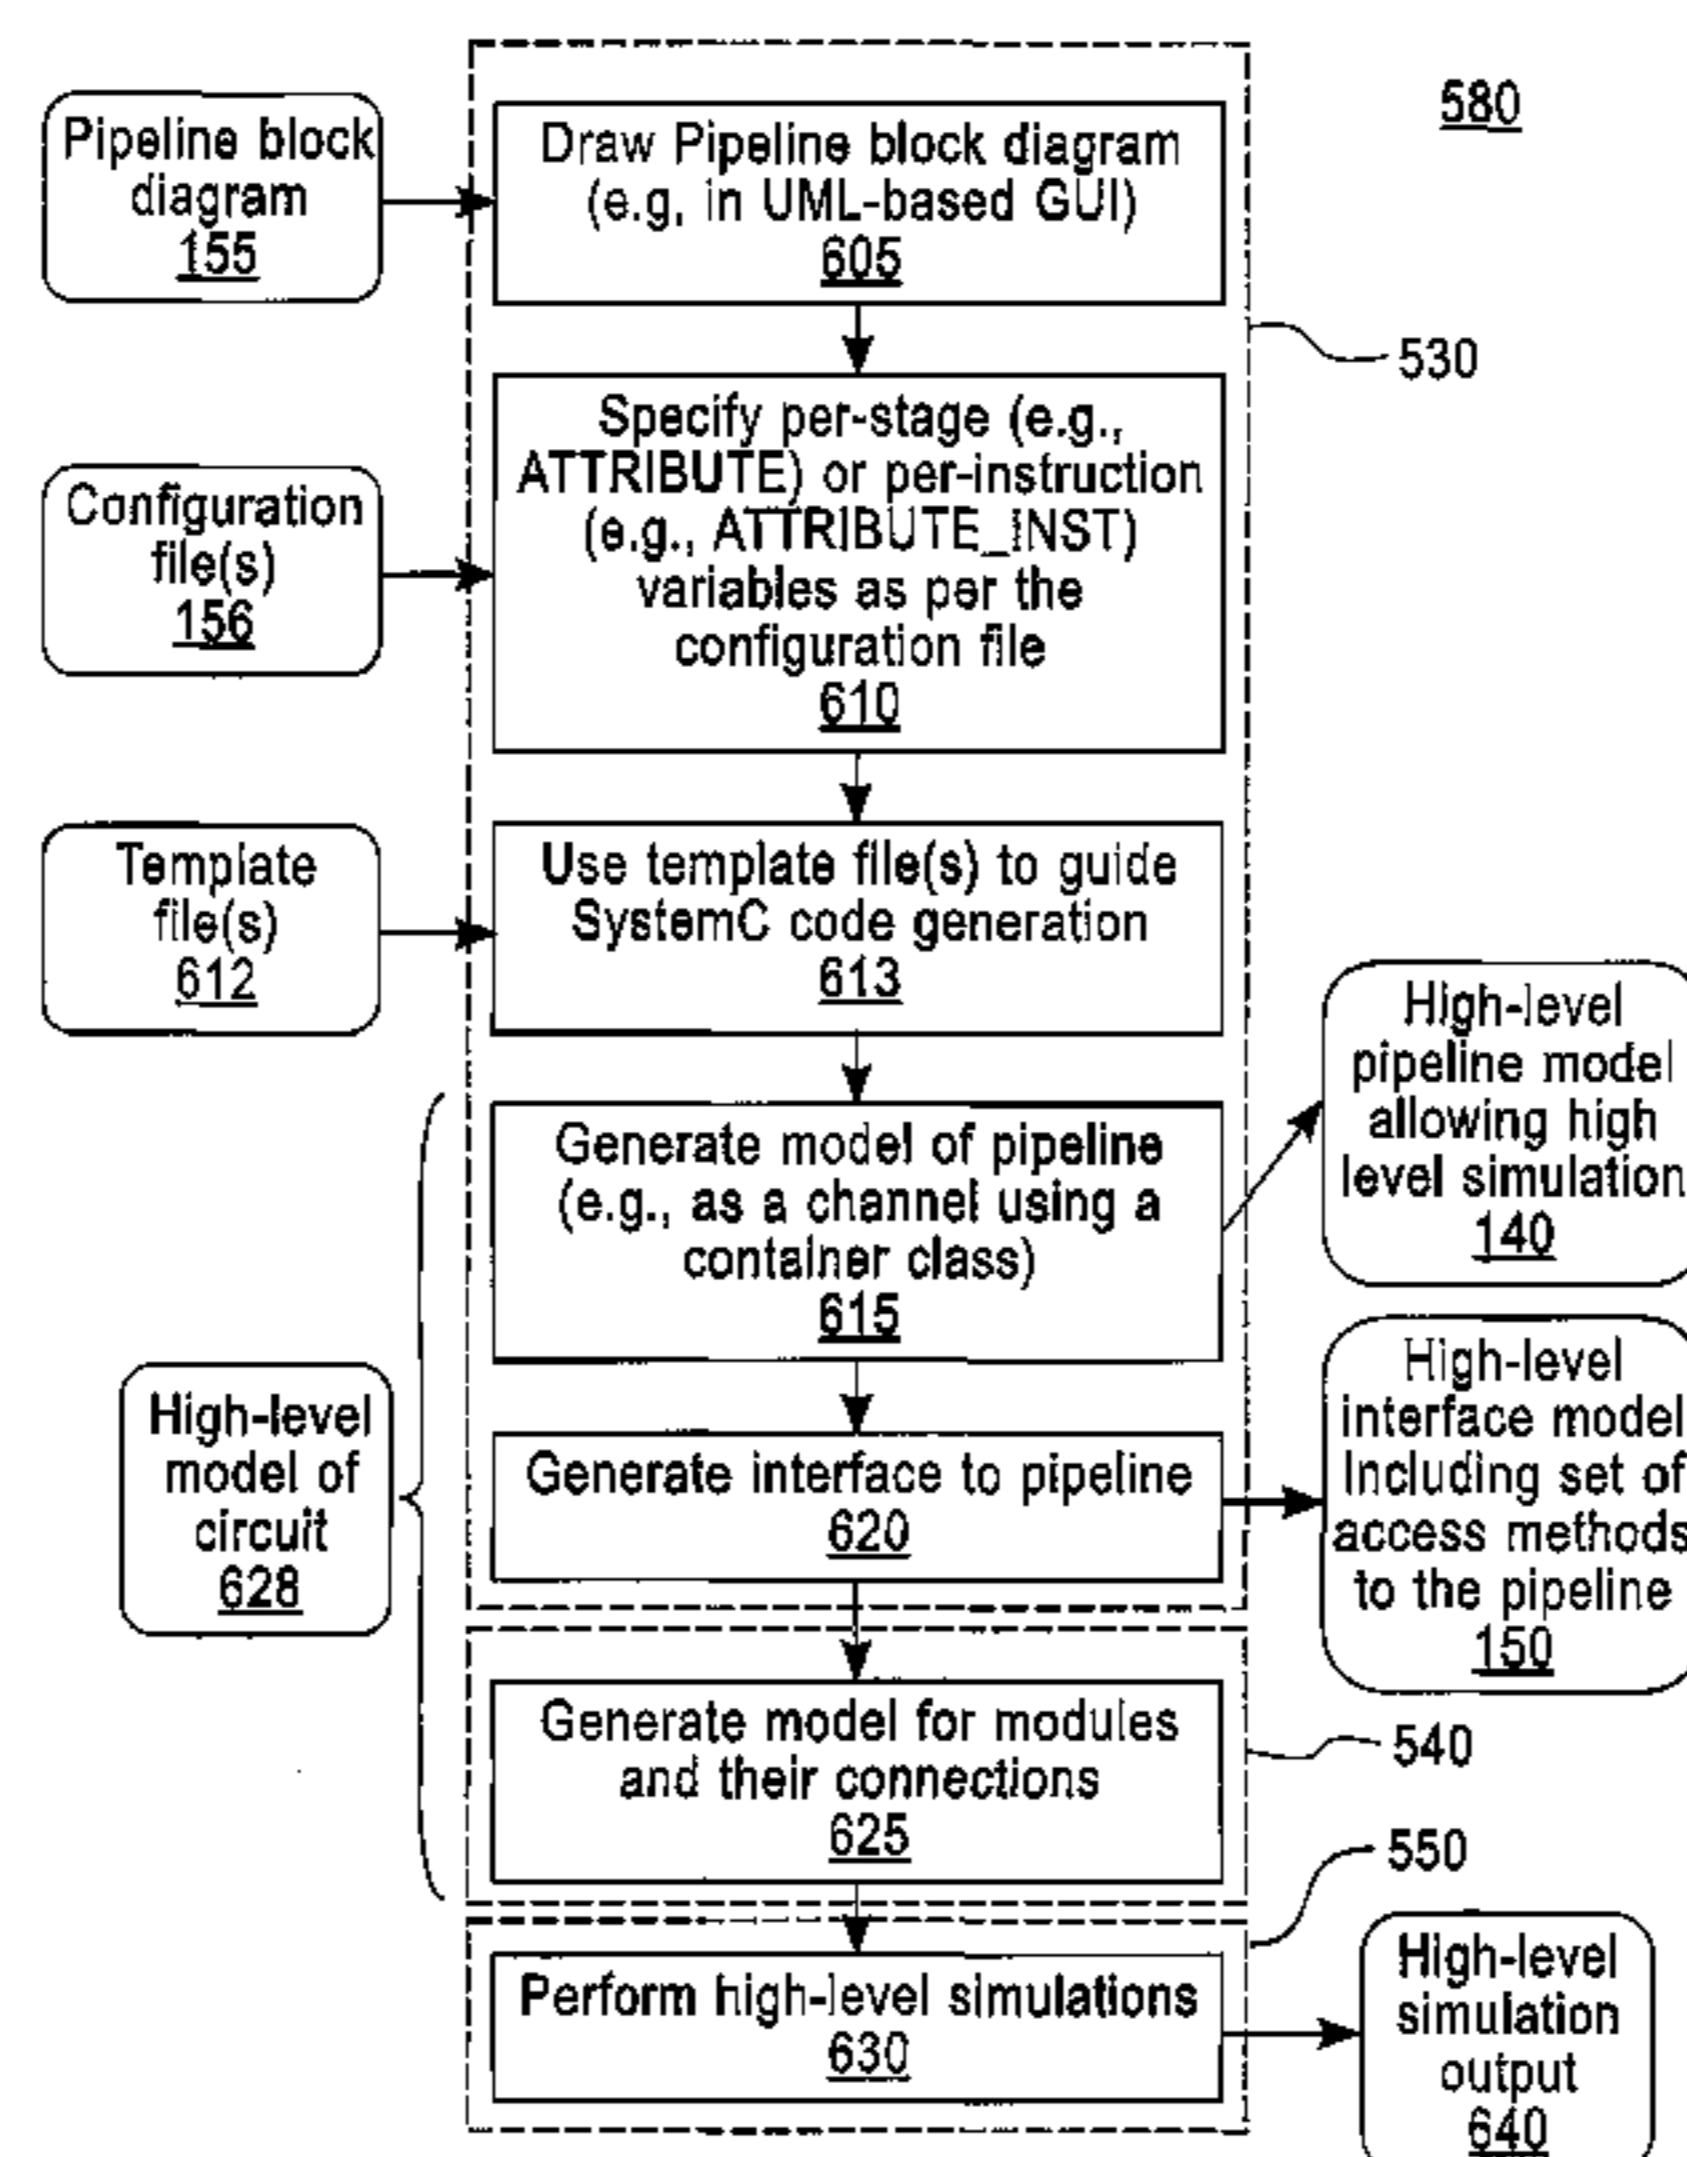 580
Pipeline block
diagram
155
Draw Pipeline block diagram
(e.g, in UML-based GUI)
605
530
Configuration
file(s)
156
Specify per-stage (e.g.,
ATTRIBUTE) or per-instruction
(e.g., ATTRIBUTE_INST)
variables as per the
configuration file
610
Template
file(s)
612
Use template file(s) to guide
SystemC code generation
613
Generate model of pipeline
(e.g., as a channel using a
container class)
615
High-level
pipeline model
allowing high
level simulation
140
Generate interface to pipeline
620
High-level
interface model
Including set of
access methods
to the pipeline
150
High-level
model of
circuit
628
Generate model for modules
and their connections
625
540
550
Perform high-level simulations
630
High-level
simulation
output
640